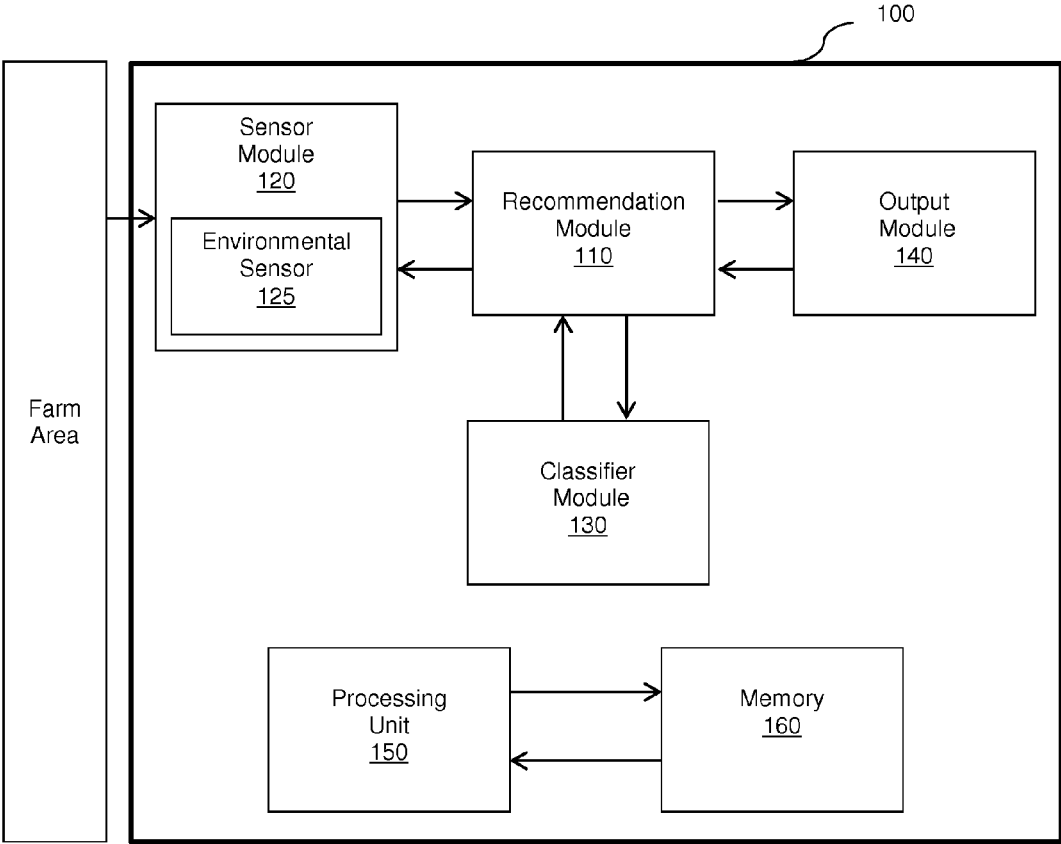 100
Sensor
Module
120
Environmental
Sensor
125
Recommendation
Module
110
Output
Module
140
Farm
Area
Classifier
Module
130
Processing
Unit
150
Memory
160